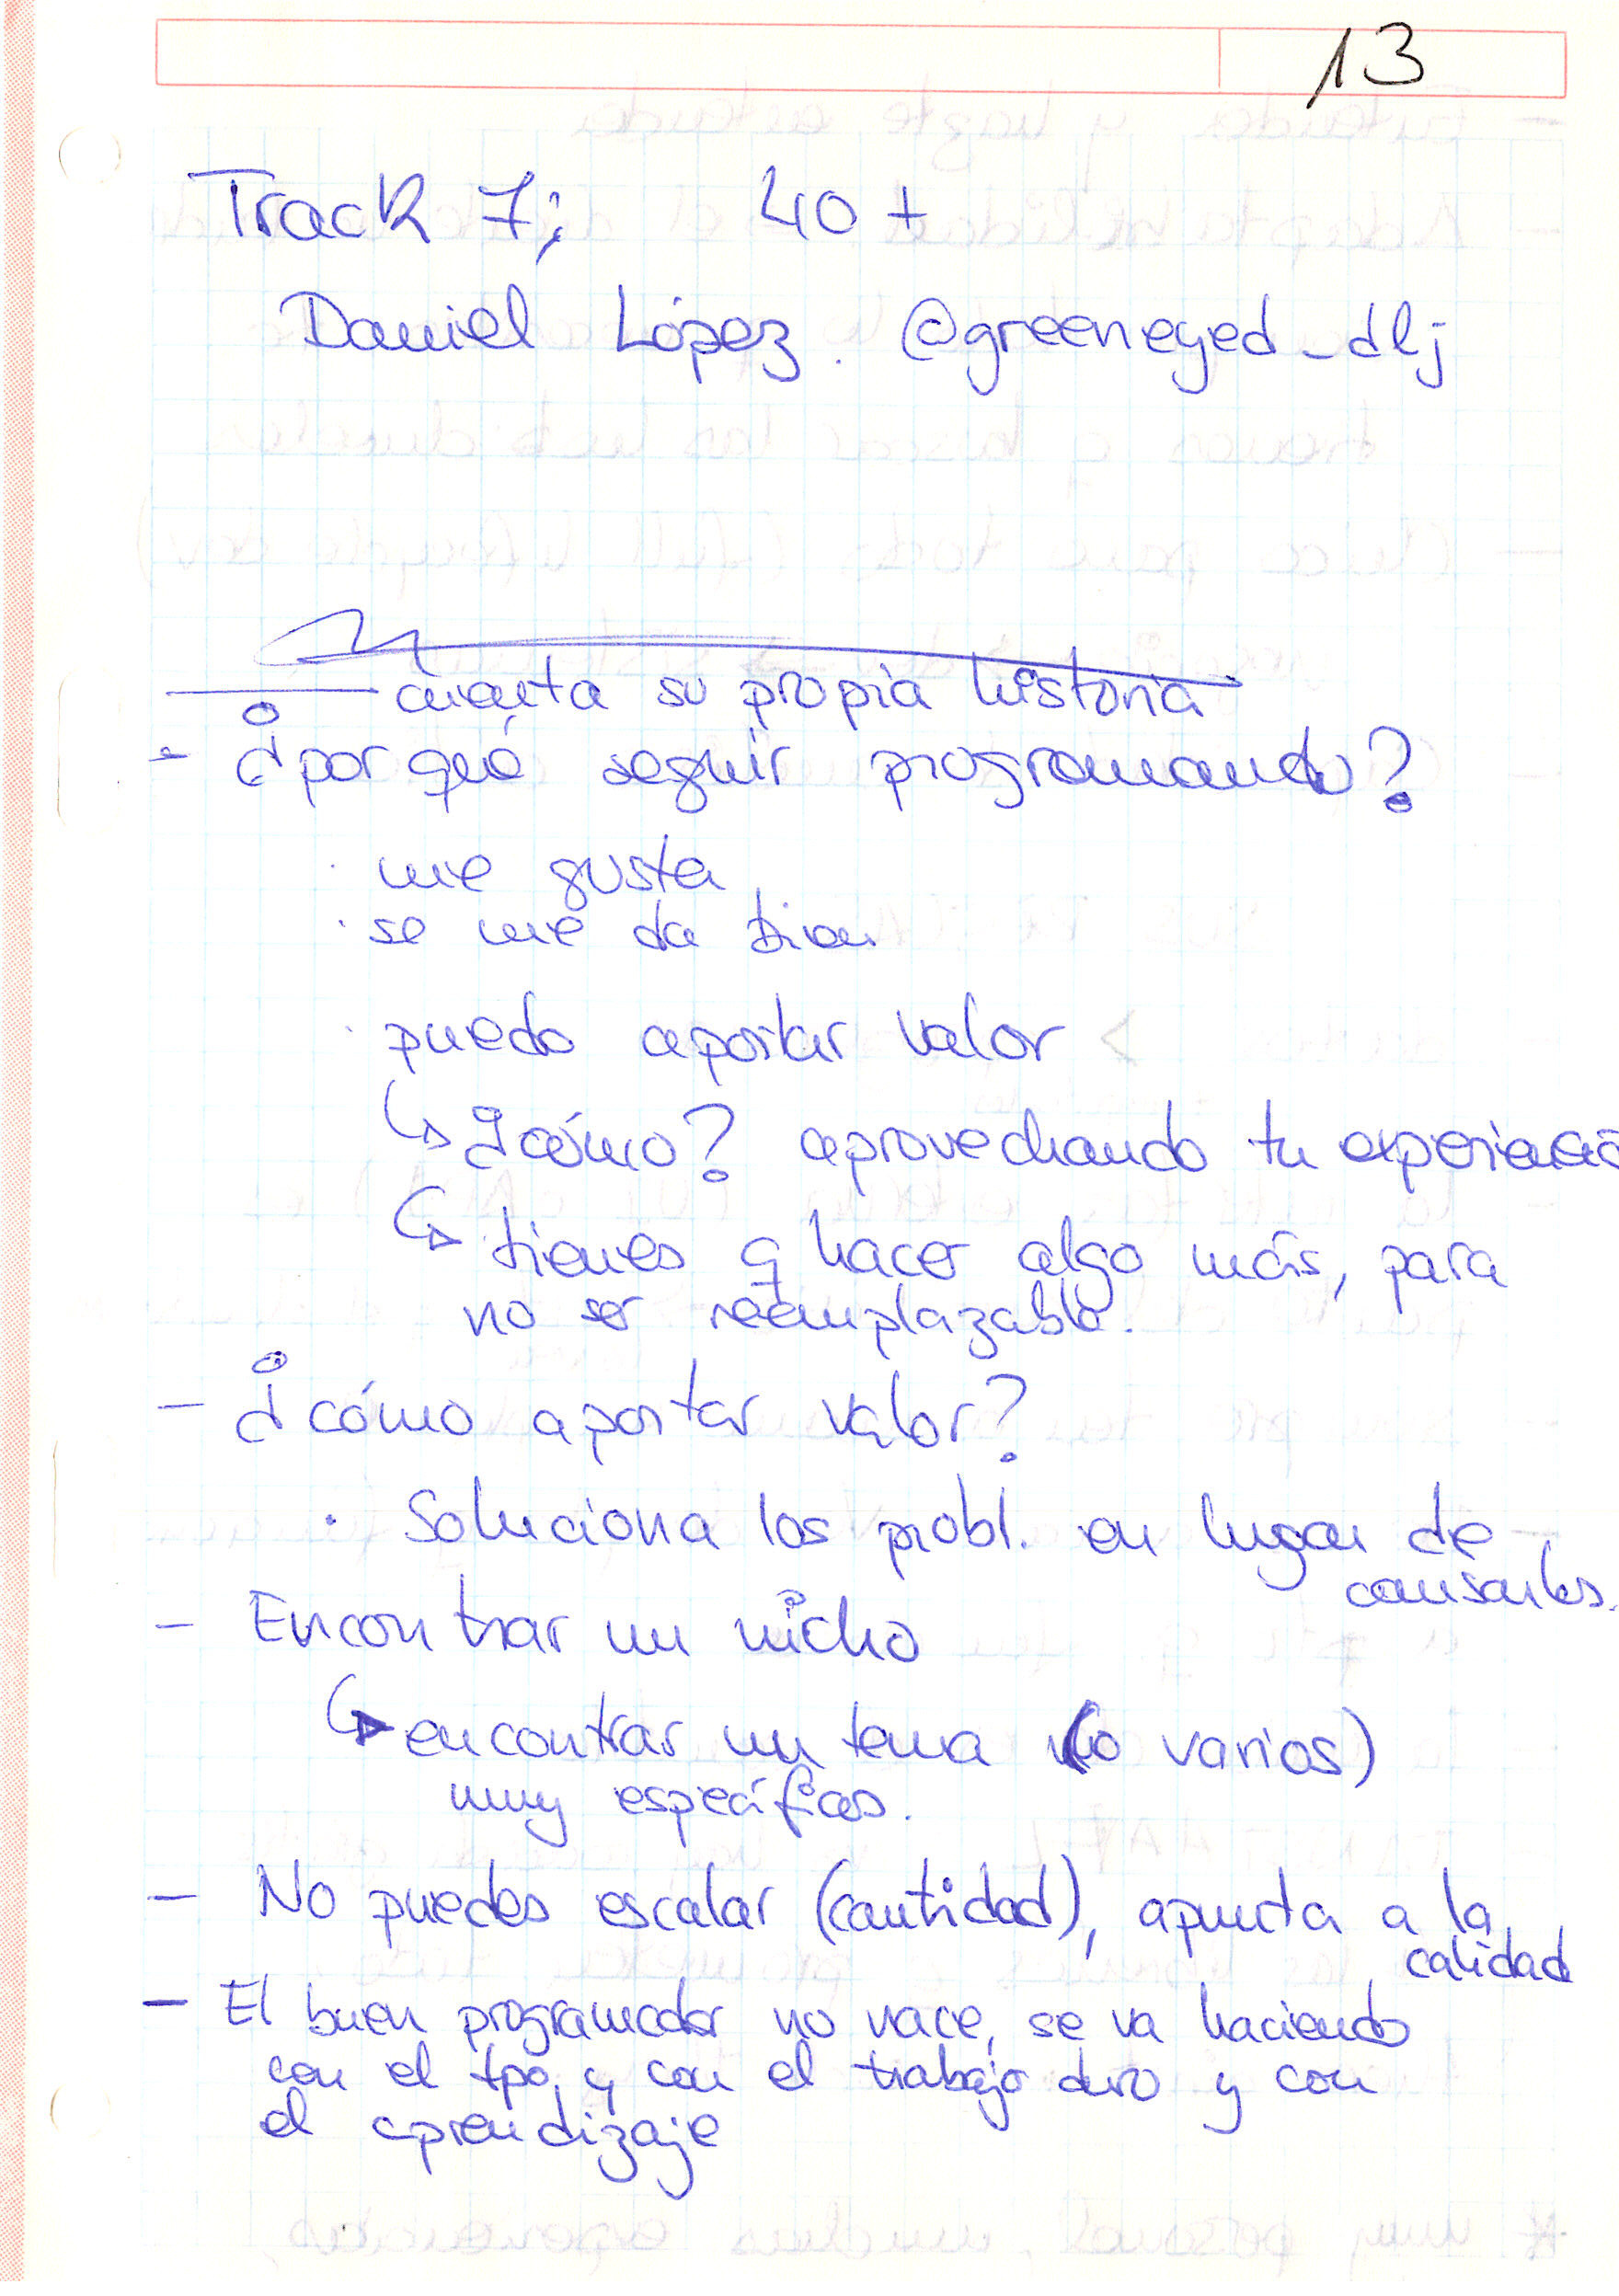 13
Track 7; 40 +
Daniel López. @greeneyed_dlj
cuenta su propia historia
- ¿por qué seguir programando?
· me gusta
· se me da bien
· puedo aportar valor
↳ ¿cómo? aprovechando tu experiencia
↳ tienes q hacer algo más, para
no ser reemplazable.
- ¿cómo aportar valor?
· Soluciona los probl. en lugar de
causarlos.
- Encontrar un nicho
↳ encontrar un tema (o varios)
muy específicos.
- No puedes escalar (cantidad), apunta a la
calidad
- El buen programador no nace, se va haciendo
con el tpo, y con el trabajo duro y con
el aprendizaje